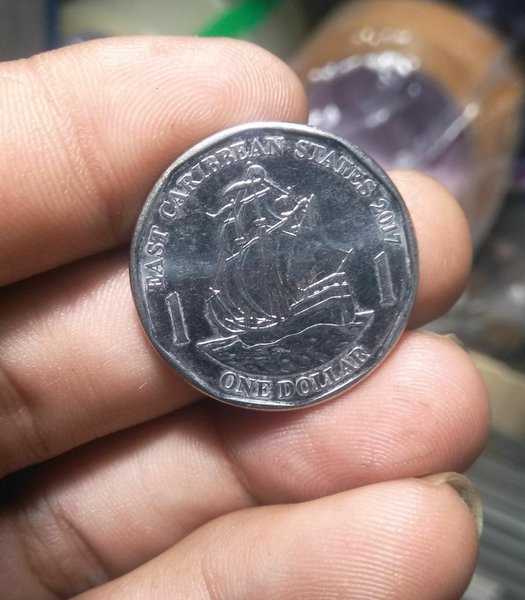 EAST CARIBBEAN STATES 2017
1 1
ONE DOLLAR